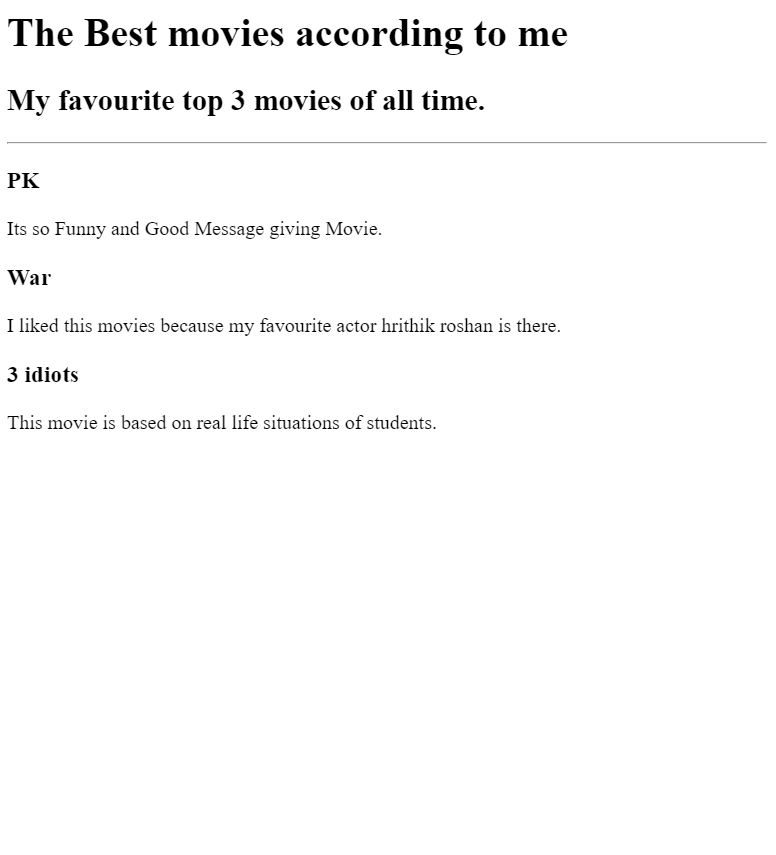 The Best movies according to me
My favourite top 3 movies of all time.
PK
Its so Funny and Good Message giving Movie.
War
I liked this movies because my favourite actor hrithik roshan is there.
3 idiots
This movie is based on real life situations of students.